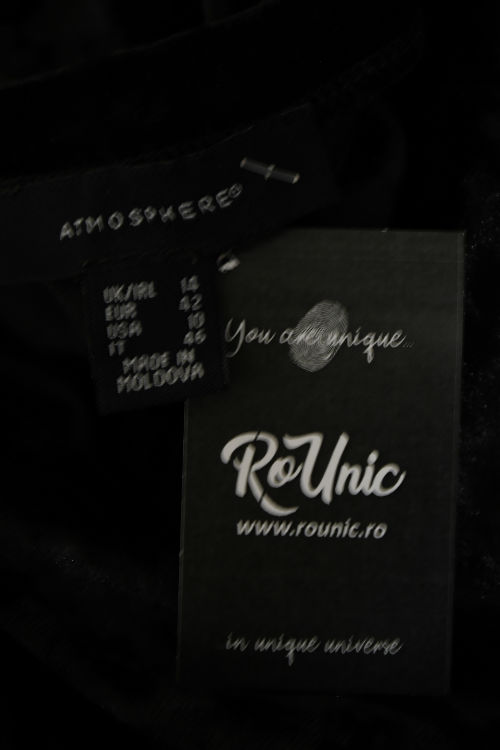 ATMOSPHERE®
UK/IRL 14
EUR 42
USA 10
IT 46
MADE IN
MOLDOVA
You are unique...
RoUnic
www.rounic.ro
in unique universe